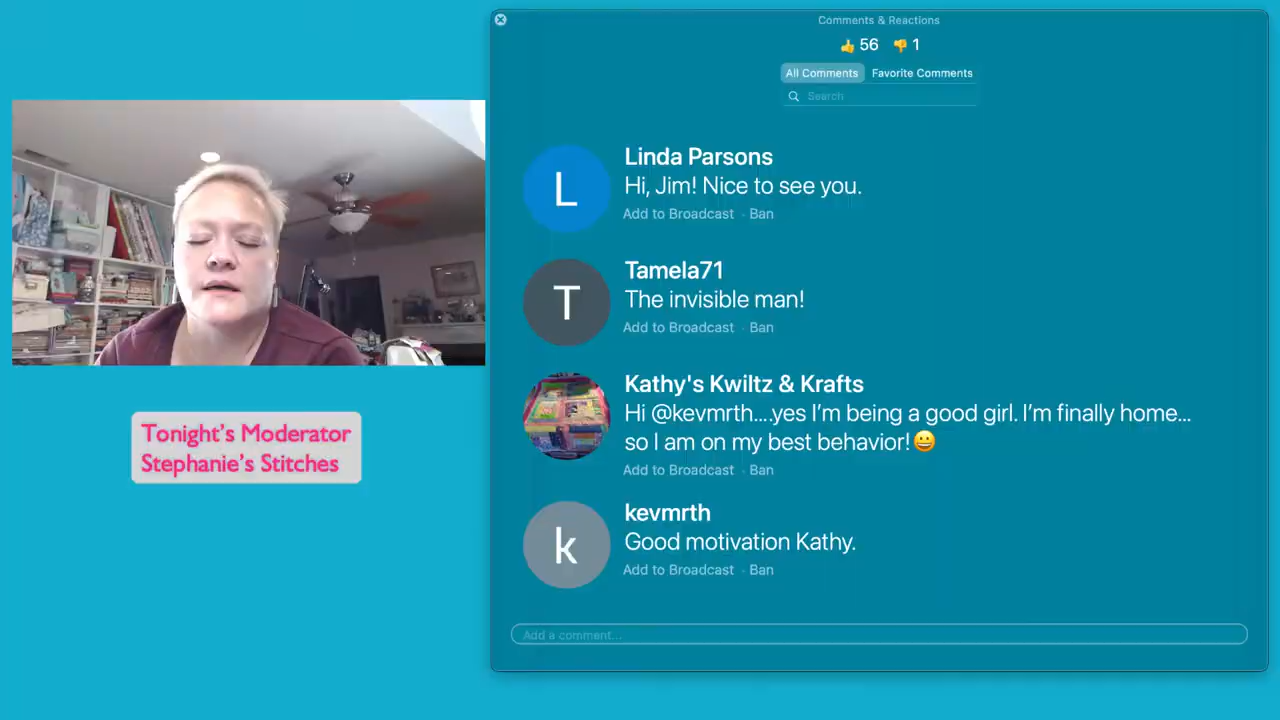 Comments & Reactions
👍 56 👎 1
All Comments Favorite Comments
Search
L
Linda Parsons
Hi, Jim! Nice to see you.
Add to Broadcast · Ban
T
Tamela71
The invisible man!
Add to Broadcast · Ban
Kathy's Kwiltz & Krafts
Hi @kevmrth....yes I'm being a good girl. I'm finally home...
so I am on my best behavior!😀
Add to Broadcast · Ban
k
kevmrth
Good motivation Kathy.
Add to Broadcast · Ban
Add a comment...
Tonight's Moderator
Stephanie's Stitches